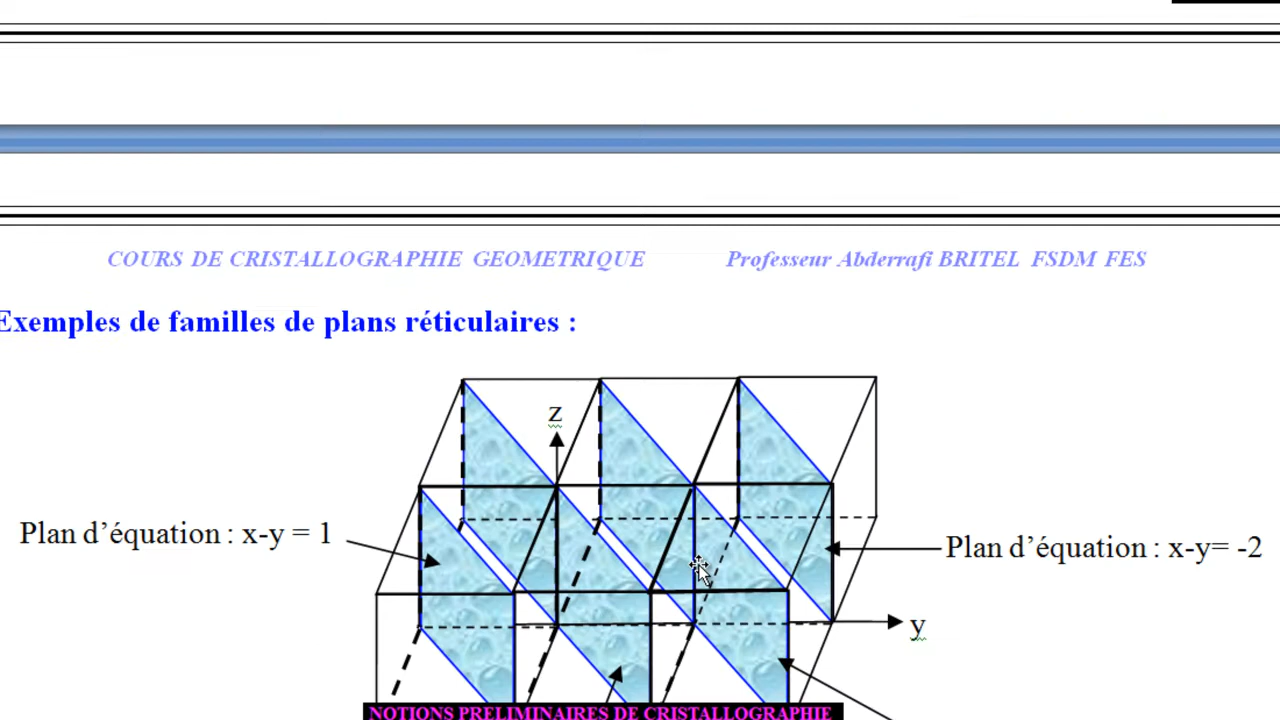 COURS DE CRISTALLOGRAPHIE GEOMETRIQUE Professeur Abderrafi BRITEL FSDM FES
Exemples de familles de plans réticulaires :
z
Plan d'équation : x-y = 1
Plan d'équation : x-y= -2
y
NOTIONS PRELIMINAIRES DE CRISTALLOGRAPHIE